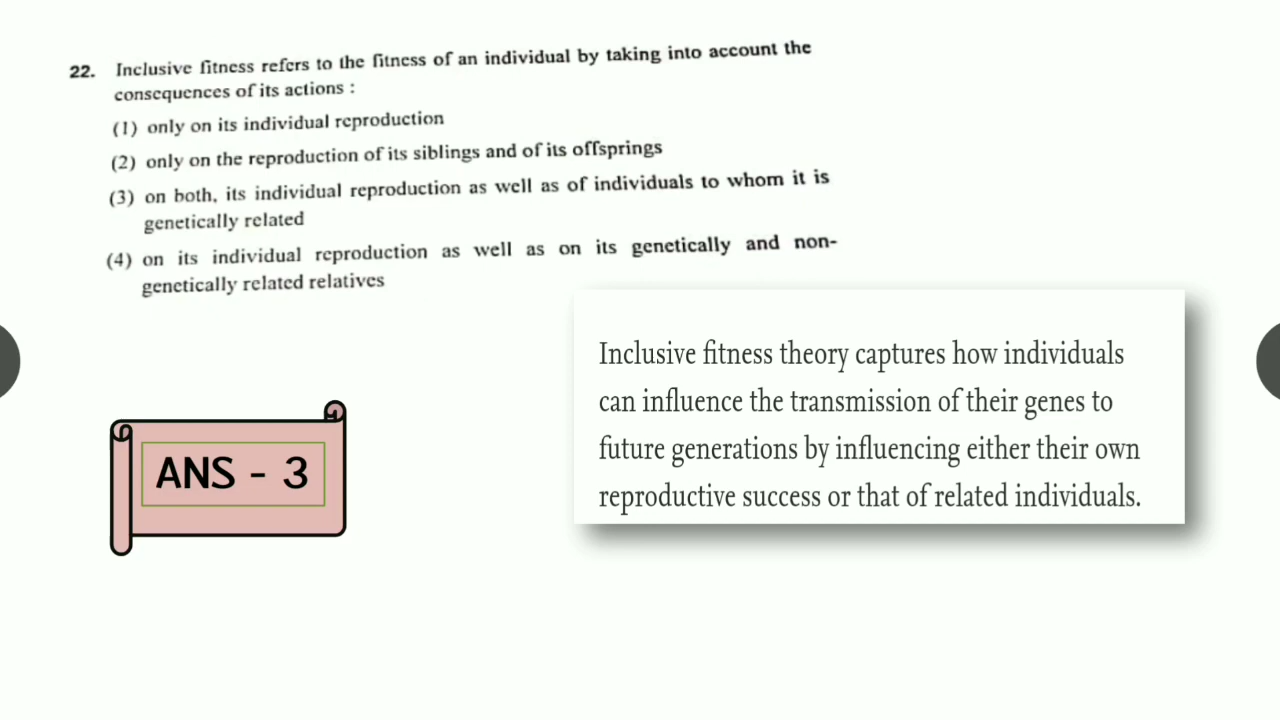 22. Inclusive fitness refers to the fitness of an individual by taking into account the
consequences of its actions :
(1) only on its individual reproduction
(2) only on the reproduction of its siblings and of its offsprings
(3) on both, its individual reproduction as well as of individuals to whom it is
genetically related
(4) on its individual reproduction as well as on its genetically and non-
genetically related relatives
Inclusive fitness theory captures how individuals
can influence the transmission of their genes to
future generations by influencing either their own
reproductive success or that of related individuals.
ANS - 3